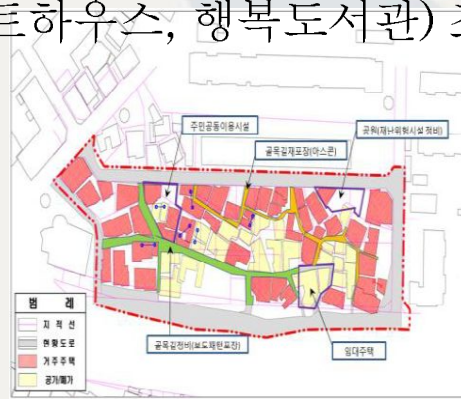 트하우스, 행복도서관)
주민공동이용시설
공원(재난위험시설 정비)
골목길재포장(아스콘)
범 례
지 적 선
현황도로
거주주택
공가/폐가
골목길정비(보도패턴포장)
임대주택